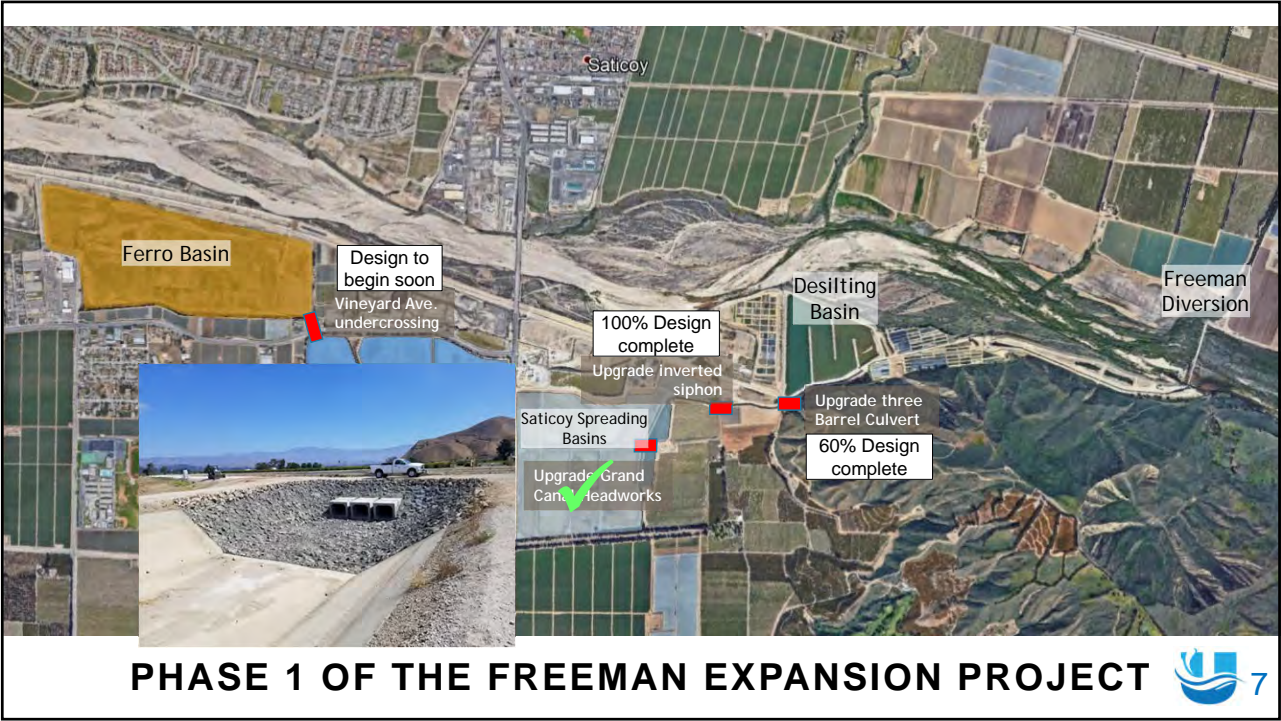 Saticoy
Ferro Basin
Design to
begin soon
Vineyard Ave.
undercrossing
Desilting
Basin
Freeman
Diversion
100% Design
complete
Upgrade inverted
siphon
Saticoy Spreading
Basins
Upgrade three
Barrel Culvert
60% Design
complete
Upgrade Grand
Canal Headworks
PHASE 1 OF THE FREEMAN EXPANSION PROJECT
7